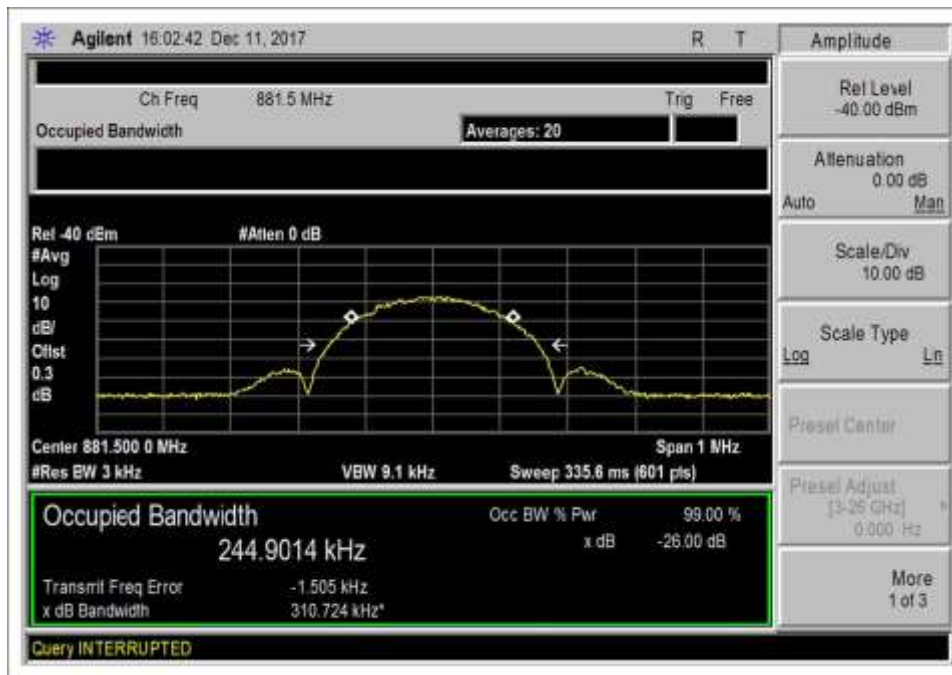 Agilent 16:02:42 Dec 11, 2017 R T
Amplitude
Ch Freq 881.5 MHz Trig Free
Occupied Bandwidth Averages: 20
Ref Level
-40.00 dBm
Attenuation
0.00 dB
Auto Man
Scale/Div
10.00 dB
Scale Type
Log Lin
Presel Center
Presel Adjust
[3-26 GHz]
0.000 Hz
More
1 of 3
Ref -40 dBm #Atten 0 dB
#Avg
Log
10
dB/
Offst
0.3
dB
Center 881.500 0 MHz Span 1 MHz
#Res BW 3 kHz VBW 9.1 kHz Sweep 335.6 ms (601 pts)
Occupied Bandwidth Occ BW % Pwr 99.00 %
244.9014 kHz x dB -26.00 dB
Transmit Freq Error -1.505 kHz
x dB Bandwidth 310.724 kHz*
Query INTERRUPTED